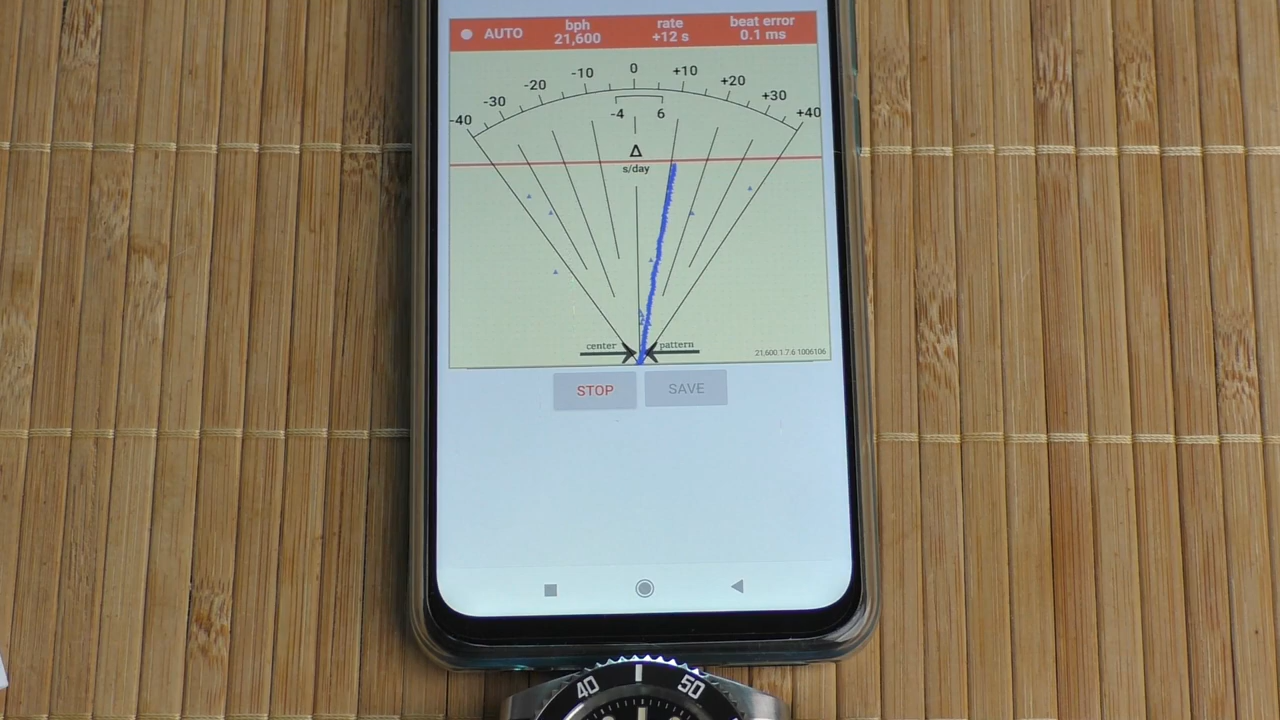 AUTO
bph
21,600
rate
+12 s
beat error
0.1 ms
-40 -30 -20 -10 0 +10 +20 +30 +40
-4 6
Δ
s/day
center pattern
21,600 1.7.6 1006106
STOP SAVE
40 50